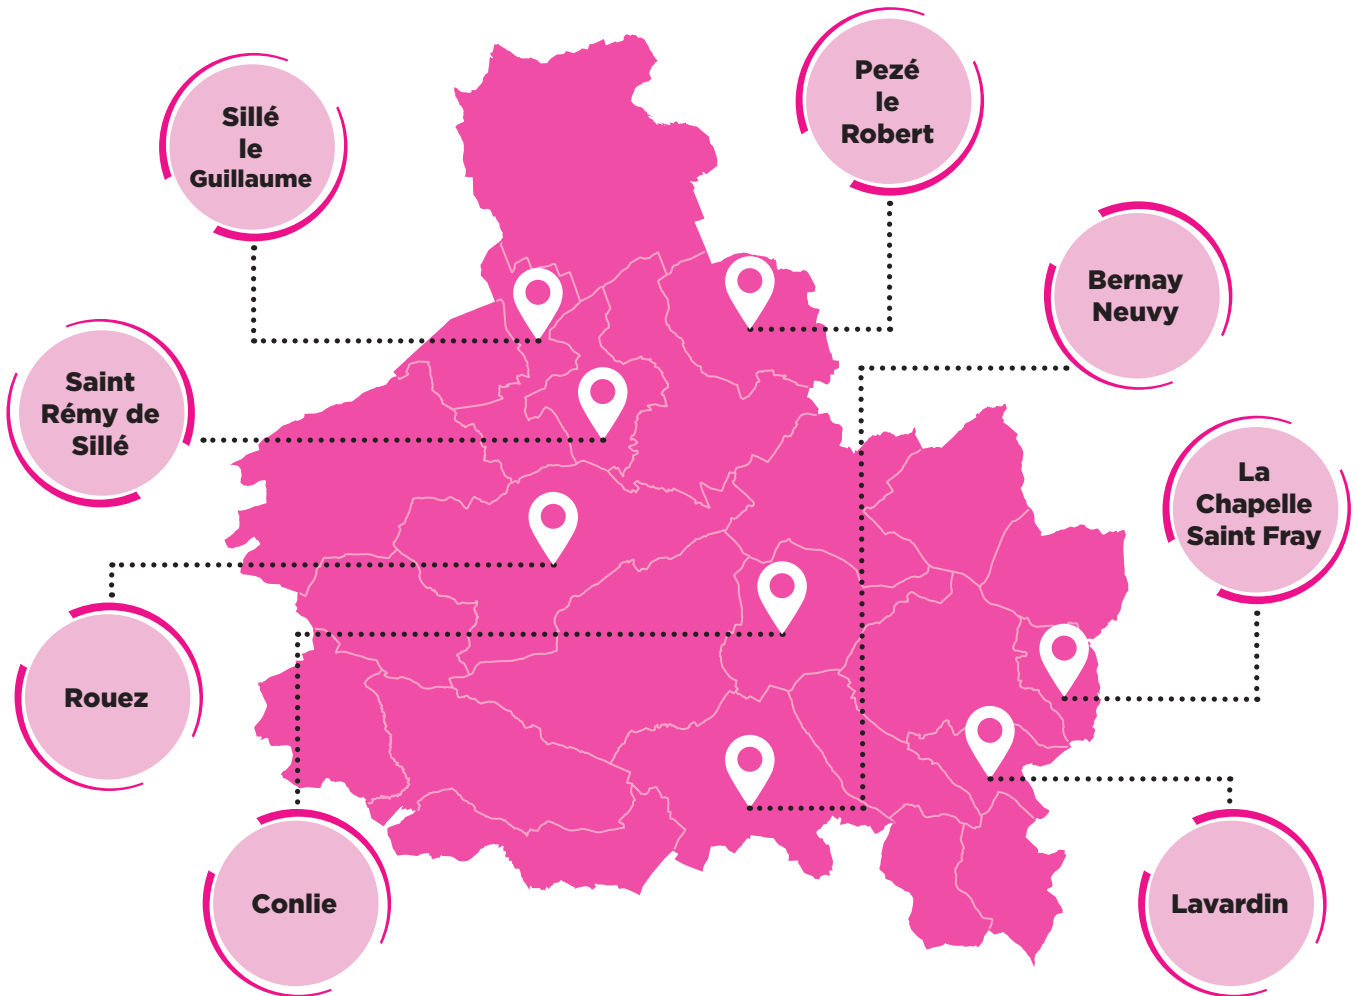 Sillé
le
Guillaume
Pezé
le
Robert
Bernay
Neuvy
Saint
Rémy de
Sillé
La
Chapelle
Saint Fray
Rouez
Conlie
Lavardin